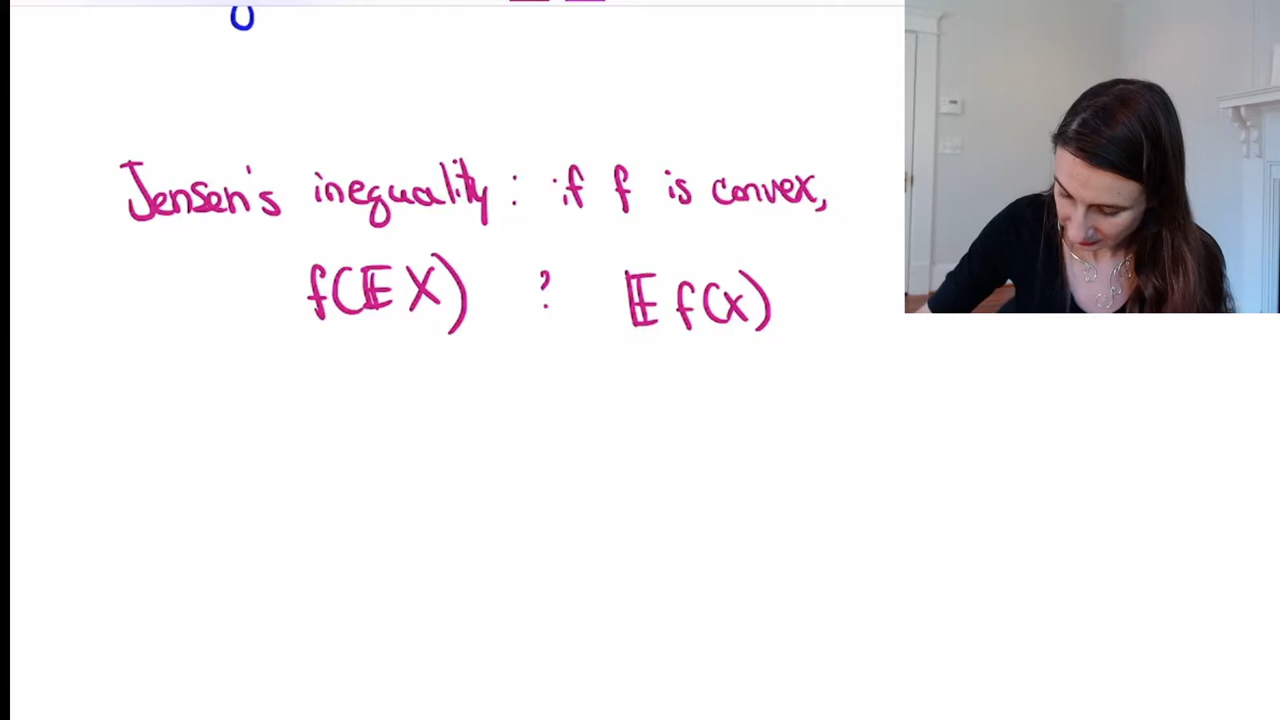 Jensen's inequality: if f is convex,
f(𝔼X) ? 𝔼f(x)